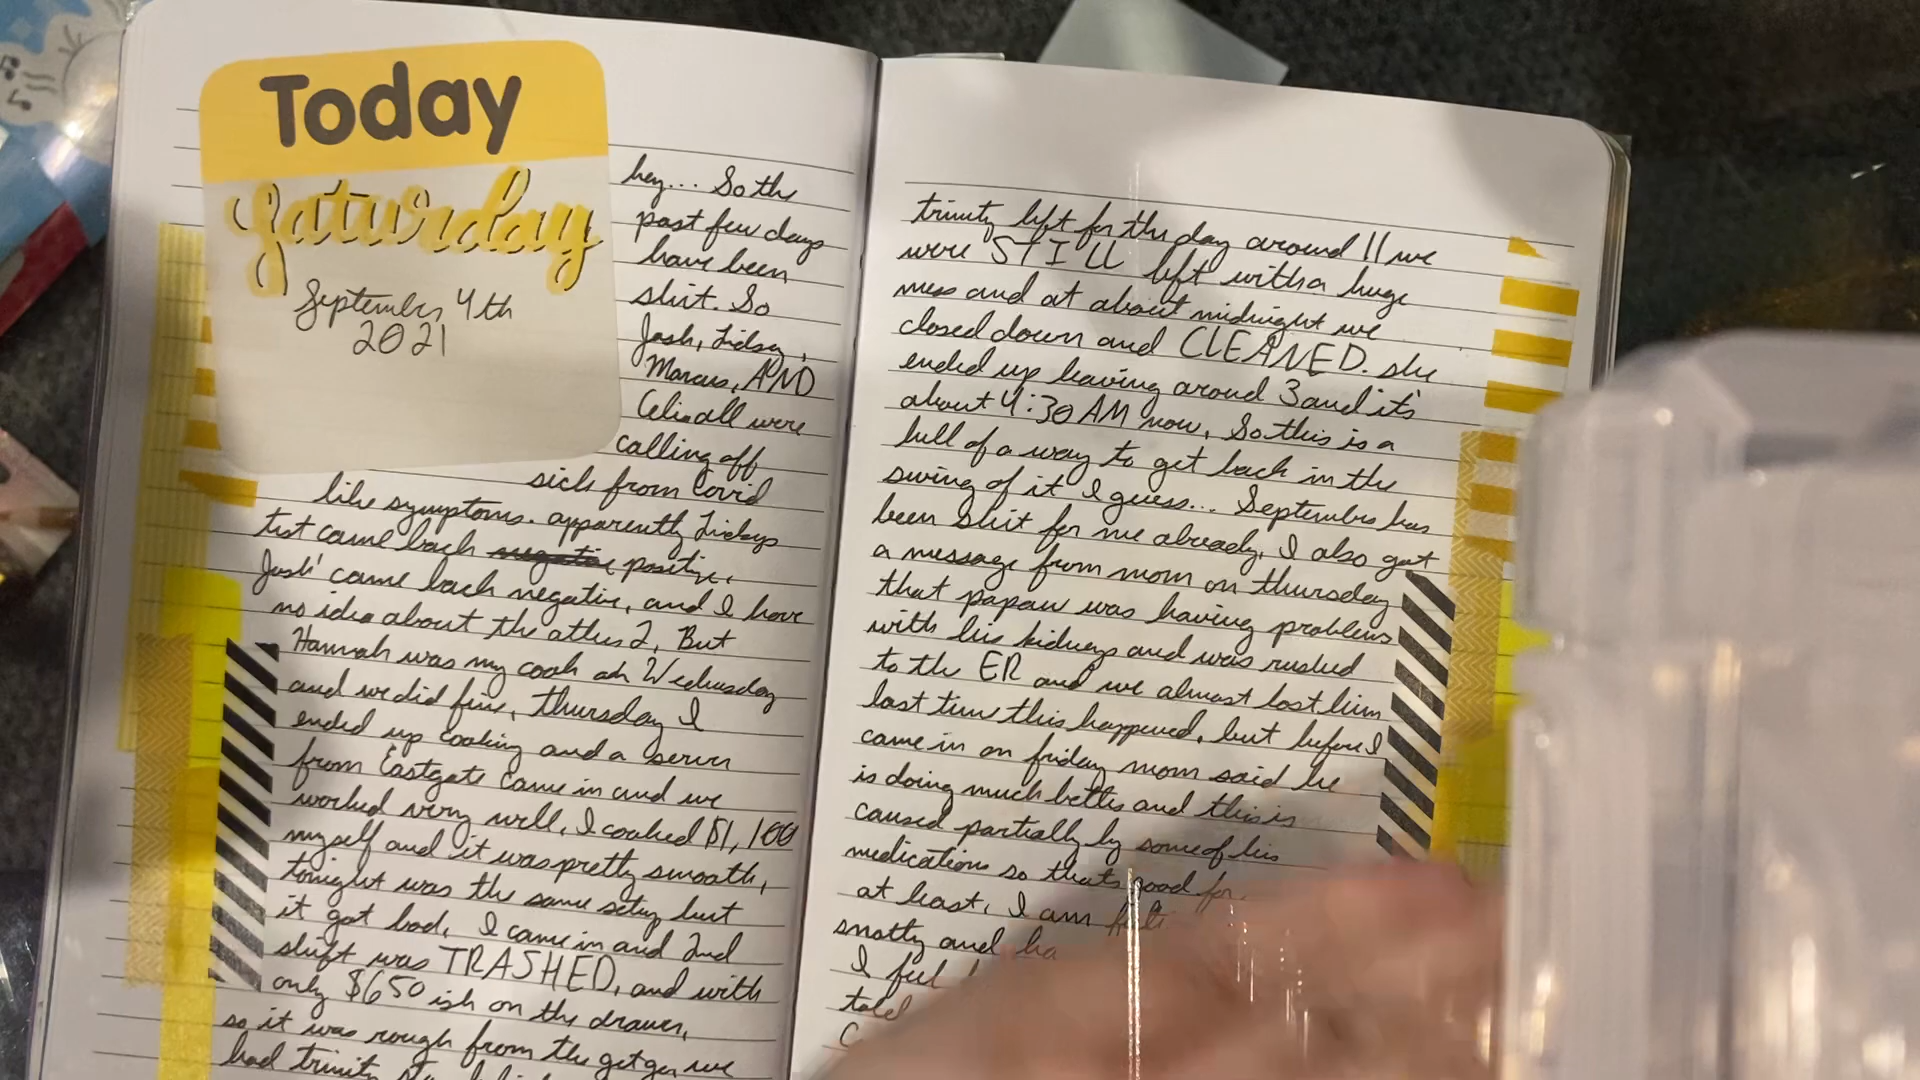 Today
Saturday
September 4th
2021
hey... So the
past few days
have been
shit. So
Josh, Lidsey,
Marcus, AND
Celia all were
calling off
sick from Covid
like symptoms. apparently Lidseys
test came back negative positive.
Josh' came back negative, and I have
no idea about the other 2. But
Hannah was my cook on Wednesday
and we did fine, thursday I
ended up cooking and a server
from Eastgate came in and we
worked very well, I cooked $1,100
myself and it was pretty smooth,
tonight was the same setup but
it got bad, I came in and 2nd
shift was TRASHED, and with
only $650 ish on the drawer,
so it was rough from the get go, we
had trinity
trinity left for the day around 11 we
were STILL left with a huge
mess and at about midnight we
closed down and CLEANED. she
ended up leaving around 3 and it's
about 4:30 AM now, So this is a
hell of a way to get back in the
swing of it I guess... September has
been shit for me already, I also got
a message from mom on thursday
that papaw was having problems
with his kidneys and was rushed
to the ER and we almost lost him
last time this happened, but before I
came in on friday mom said he
is doing much better and this is
caused partially by some of his
medications so thats good for
at least, I am
snotty and ha
I feel
told